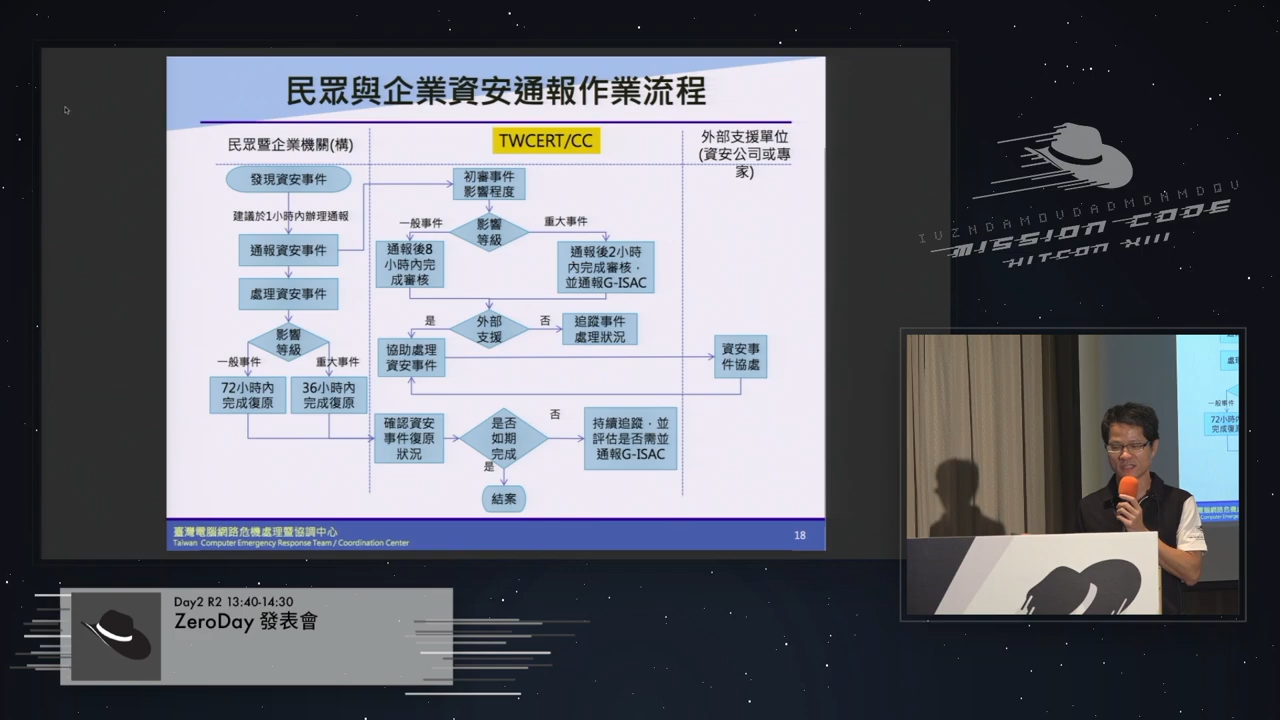 民眾與企業資安通報作業流程
民眾暨企業機關(構)
TWCERT/CC
外部支援單位
(資安公司或專
家)
發現資安事件
建議於1小時內辦理通報
通報資安事件
處理資安事件
影響
等級
一般事件
重大事件
72小時內
完成復原
36小時內
完成復原
初審事件
影響程度
影響
等級
一般事件
重大事件
通報後8
小時內完
成審核
通報後2小時
內完成審核，
並通報G-ISAC
外部
支援
是
否
追蹤事件
處理狀況
協助處理
資安事件
資安事
件協處
確認資安
事件復原
狀況
是否
如期
完成
否
是
持續追蹤，並
評估是否需並
通報G-ISAC
結案
臺灣電腦網路危機處理暨協調中心
Taiwan Computer Emergency Response Team / Coordination Center
18
IVZNDAMOUDADMDNMDQU
MISSION CODE
HITCON XIII
一般事件
Day2 R2 13:40-14:30
ZeroDay 發表會